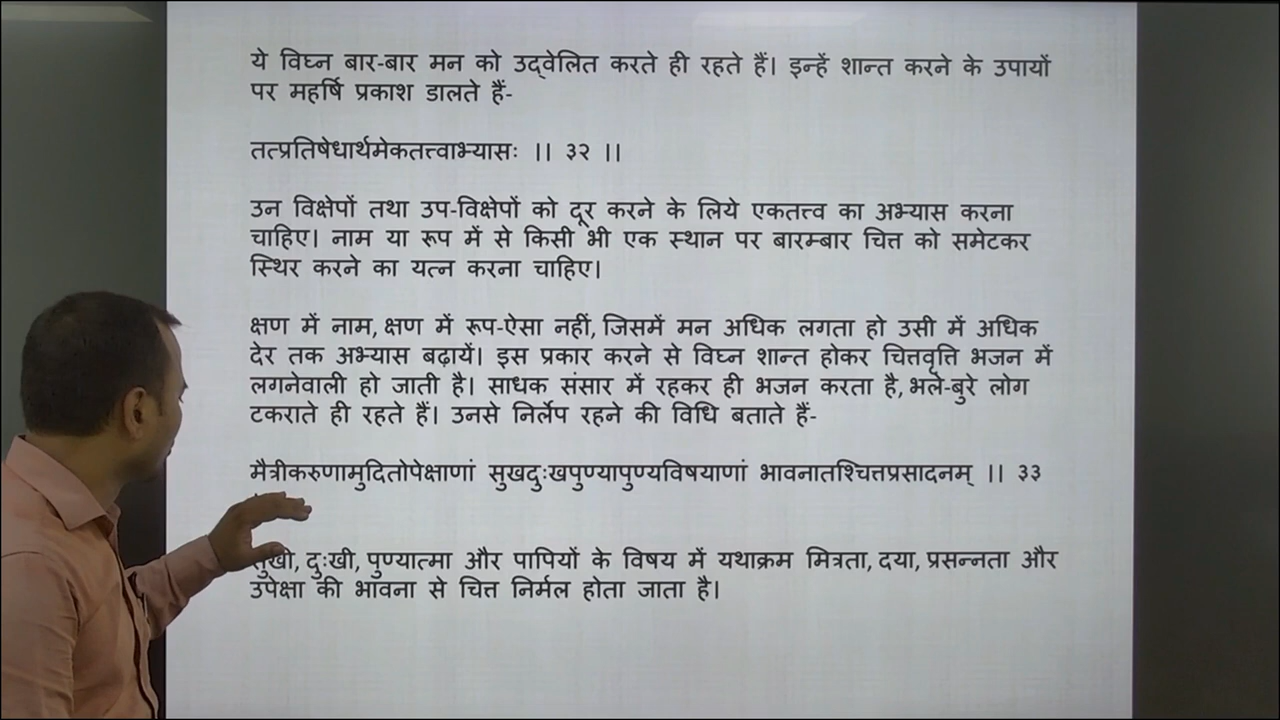 ये विघ्न बार-बार मन को उद्वेलित करते ही रहते हैं। इन्हें शान्त करने के उपायों
पर महर्षि प्रकाश डालते हैं-
तत्प्रतिषेधार्थमेकतत्त्वाभ्यासः ।। ३२ ।।
उन विक्षेपों तथा उप-विक्षेपों को दूर करने के लिये एकतत्त्व का अभ्यास करना
चाहिए। नाम या रूप में से किसी भी एक स्थान पर बारम्बार चित्त को समेटकर
स्थिर करने का यत्न करना चाहिए।
क्षण में नाम, क्षण में रूप-ऐसा नहीं, जिसमें मन अधिक लगता हो उसी में अधिक
देर तक अभ्यास बढ़ायें। इस प्रकार करने से विघ्न शान्त होकर चित्तवृत्ति भजन में
लगनेवाली हो जाती है। साधक संसार में रहकर ही भजन करता है, भले-बुरे लोग
टकराते ही रहते हैं। उनसे निर्लेप रहने की विधि बताते हैं-
मैत्रीकरुणामुदितोपेक्षाणां सुखदुःखपुण्यापुण्यविषयाणां भावनातश्चित्तप्रसादनम् ।। ३३
सुखी, दुःखी, पुण्यात्मा और पापियों के विषय में यथाक्रम मित्रता, दया, प्रसन्नता और
उपेक्षा की भावना से चित्त निर्मल होता जाता है।